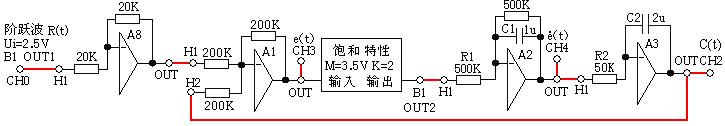 阶跃波 R(t)
Ui=2.5V
B1 OUT1
CH0
H1
20K
20K
A8
OUT
H1
H2
200K
200K
200K
A1
e(t)
CH3
OUT
饱和 特性
M=3.5V K=2
输入 输出
B1
OUT2
H1
R1
500K
500K
C1
1u
A2
ė(t)
CH4
OUT
H1
R2
50K
C2
2u
A3
OUT
C(t)
CH2
H1